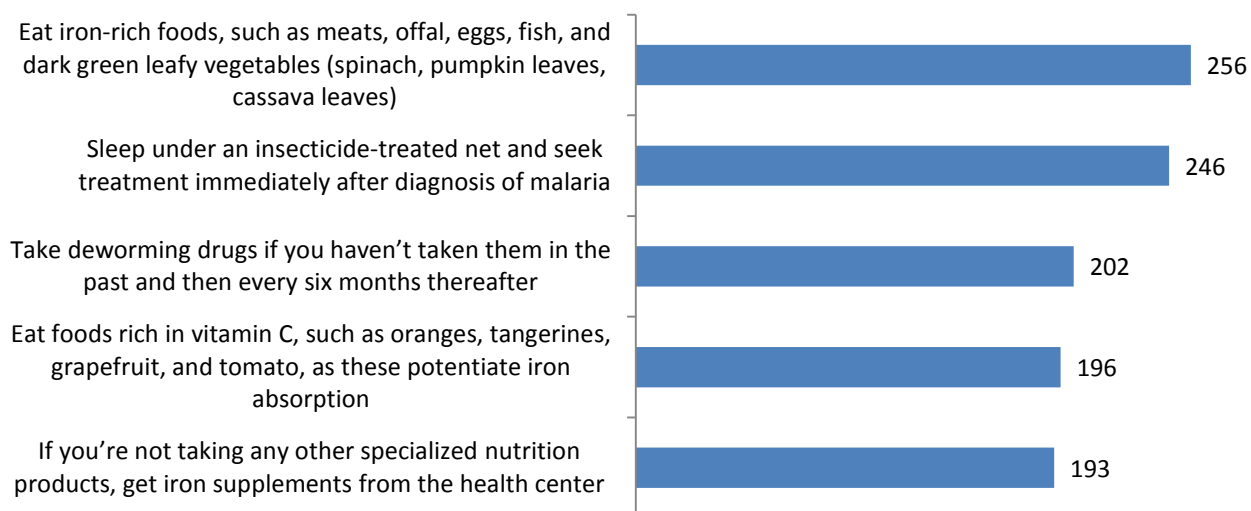 Eat iron-rich foods, such as meats, offal, eggs, fish, and
dark green leafy vegetables (spinach, pumpkin leaves,
cassava leaves)
256
Sleep under an insecticide-treated net and seek
treatment immediately after diagnosis of malaria
246
Take deworming drugs if you haven’t taken them in the
past and then every six months thereafter
202
Eat foods rich in vitamin C, such as oranges, tangerines,
grapefruit, and tomato, as these potentiate iron
absorption
196
If you’re not taking any other specialized nutrition
products, get iron supplements from the health center
193